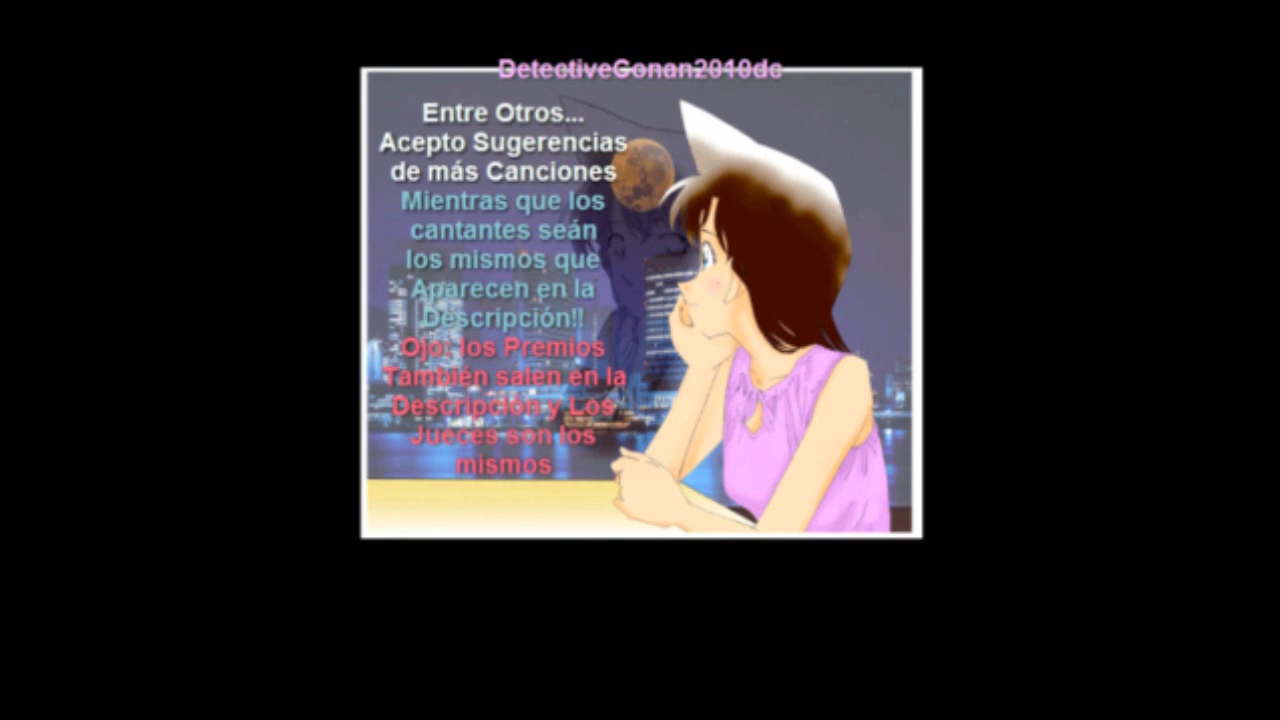 DetectiveConan2010dc
Entre Otros...
Acepto Sugerencias
de más Canciones
Mientras que los
cantantes seán
los mismos que
Aparecen en la
Descripción!!
Ojo: los Premios
También salen en la
Descripción y Los
Jueces son los
mismos